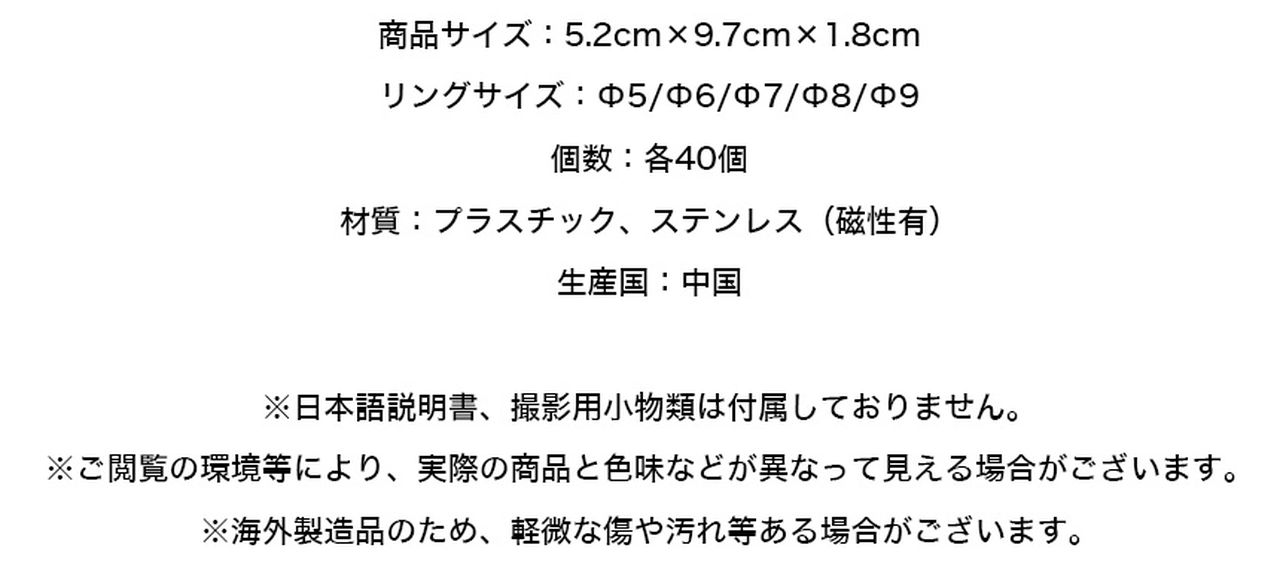 商品サイズ：5.2cm×9.7cm×1.8cm
リングサイズ：Φ5/Φ6/Φ7/Φ8/Φ9
個数：各40個
材質：プラスチック、ステンレス（磁性有）
生産国：中国
※日本語説明書、撮影用小物類は付属しておりません。
※ご閲覧の環境等により、実際の商品と色味などが異なって見える場合がございます。
※海外製造品のため、軽微な傷や汚れ等ある場合がございます。